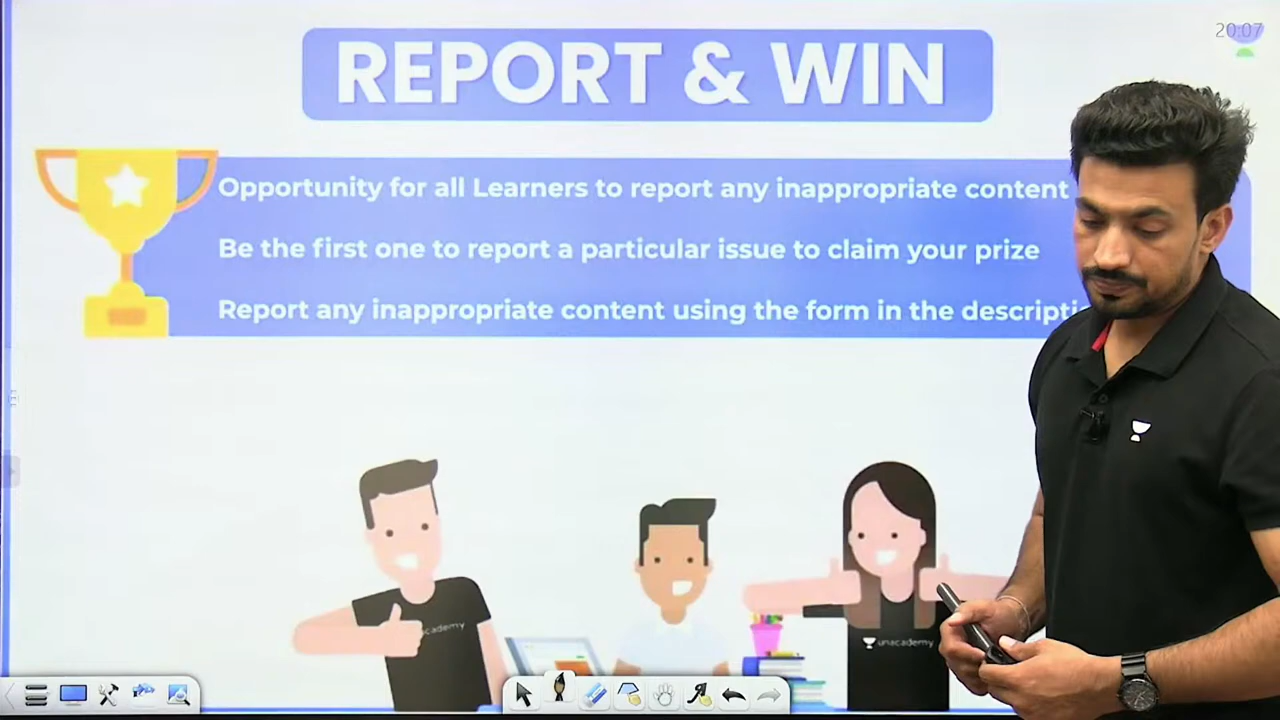 REPORT & WIN
20:07
Opportunity for all Learners to report any inappropriate content
Be the first one to report a particular issue to claim your prize
Report any inappropriate content using the form in the descripti
cademy
unacademy